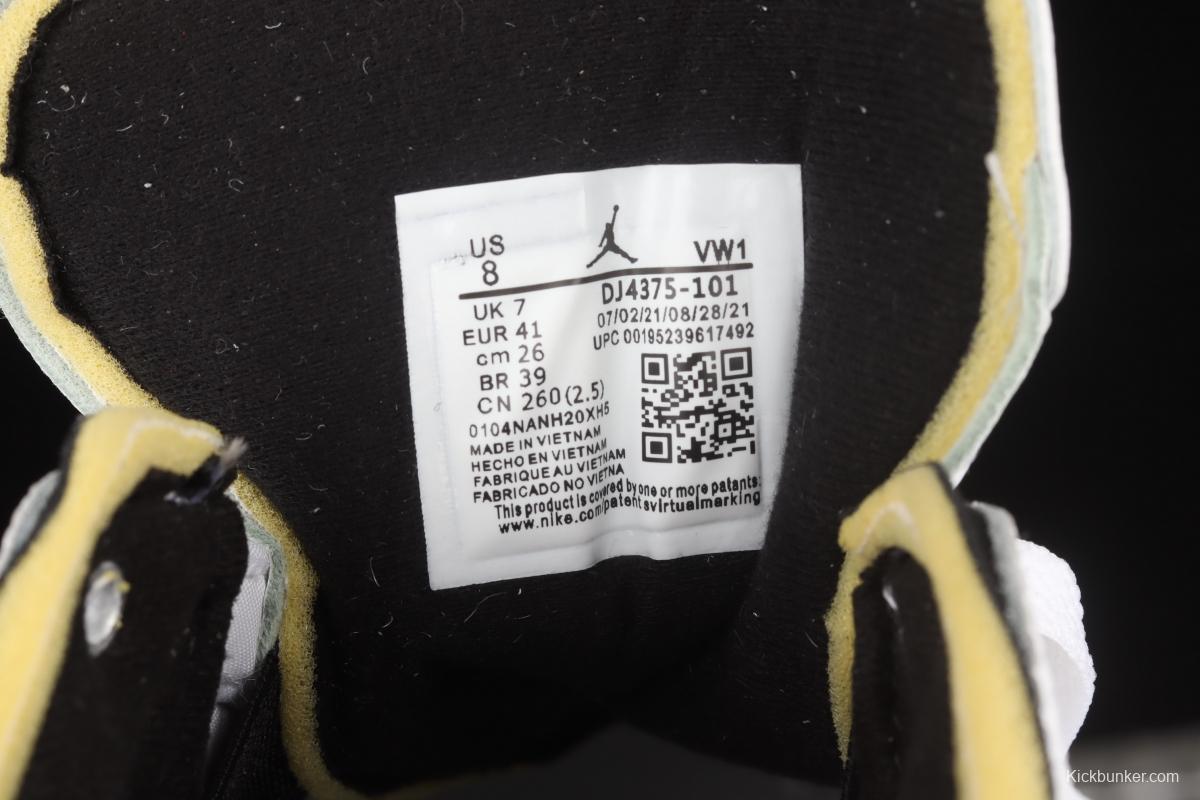 US
8
VW1
UK 7
EUR 41
cm 26
BR 39
CN 260(2.5)
DJ4375-101
07/02/21/08/28/21
UPC 00195239617492
0104NANH20XH5
MADE IN VIETNAM
HECHO EN VIETNAM
FABRIQUE AU VIETNAM
FABRICADO NO VIETNA
This product is covered by one or more patants:
www.nike.com/patentsvirtualmarking
Kickbunker.com